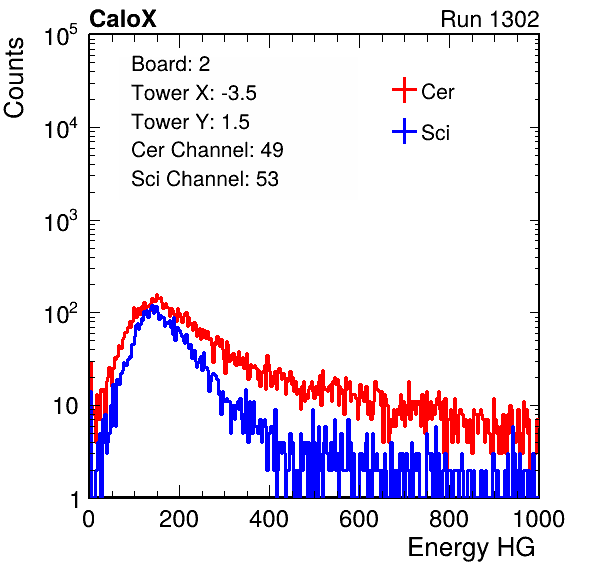 CaloX Run 1302
Counts
Board: 2
Tower X: -3.5
Tower Y: 1.5
Cer Channel: 49
Sci Channel: 53
Cer
Sci
10^5
10^4
10^3
10^2
10
1
0 200 400 600 800 1000
Energy HG